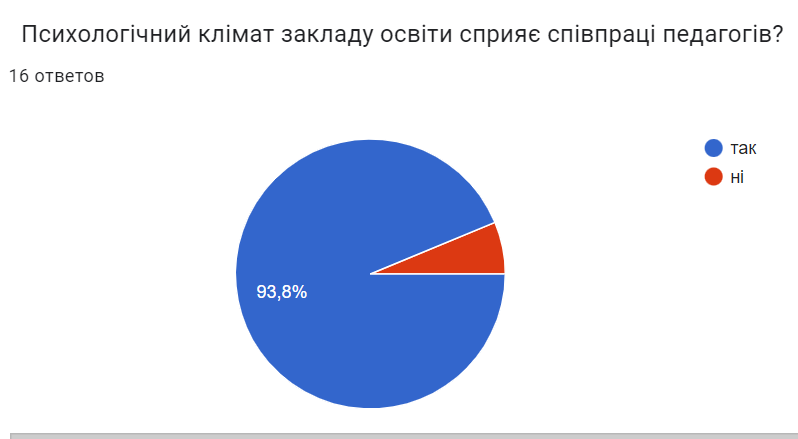 Психологічний клімат закладу освіти сприяє співпраці педагогів?
16 ответов
так
ні
93,8%